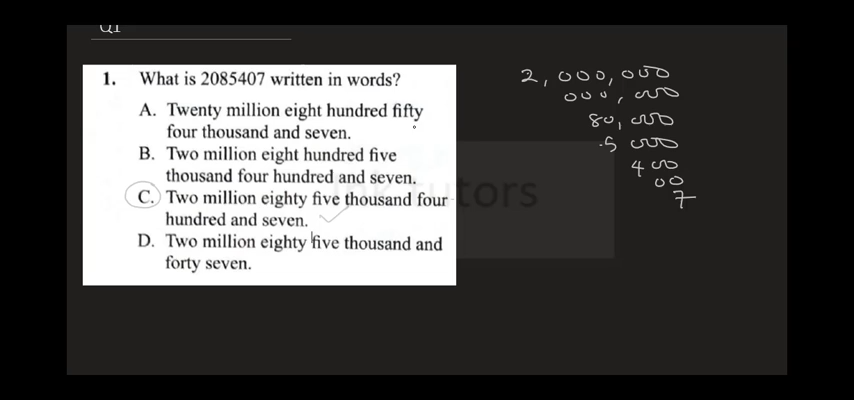 Q1
1. What is 2085407 written in words?
A. Twenty million eight hundred fifty
four thousand and seven.
B. Two million eight hundred five
thousand four hundred and seven.
C. Two million eighty five thousand four
hundred and seven.
D. Two million eighty five thousand and
forty seven.
2,000,000
000,000
80,000
5 000
400
00
7
tutors